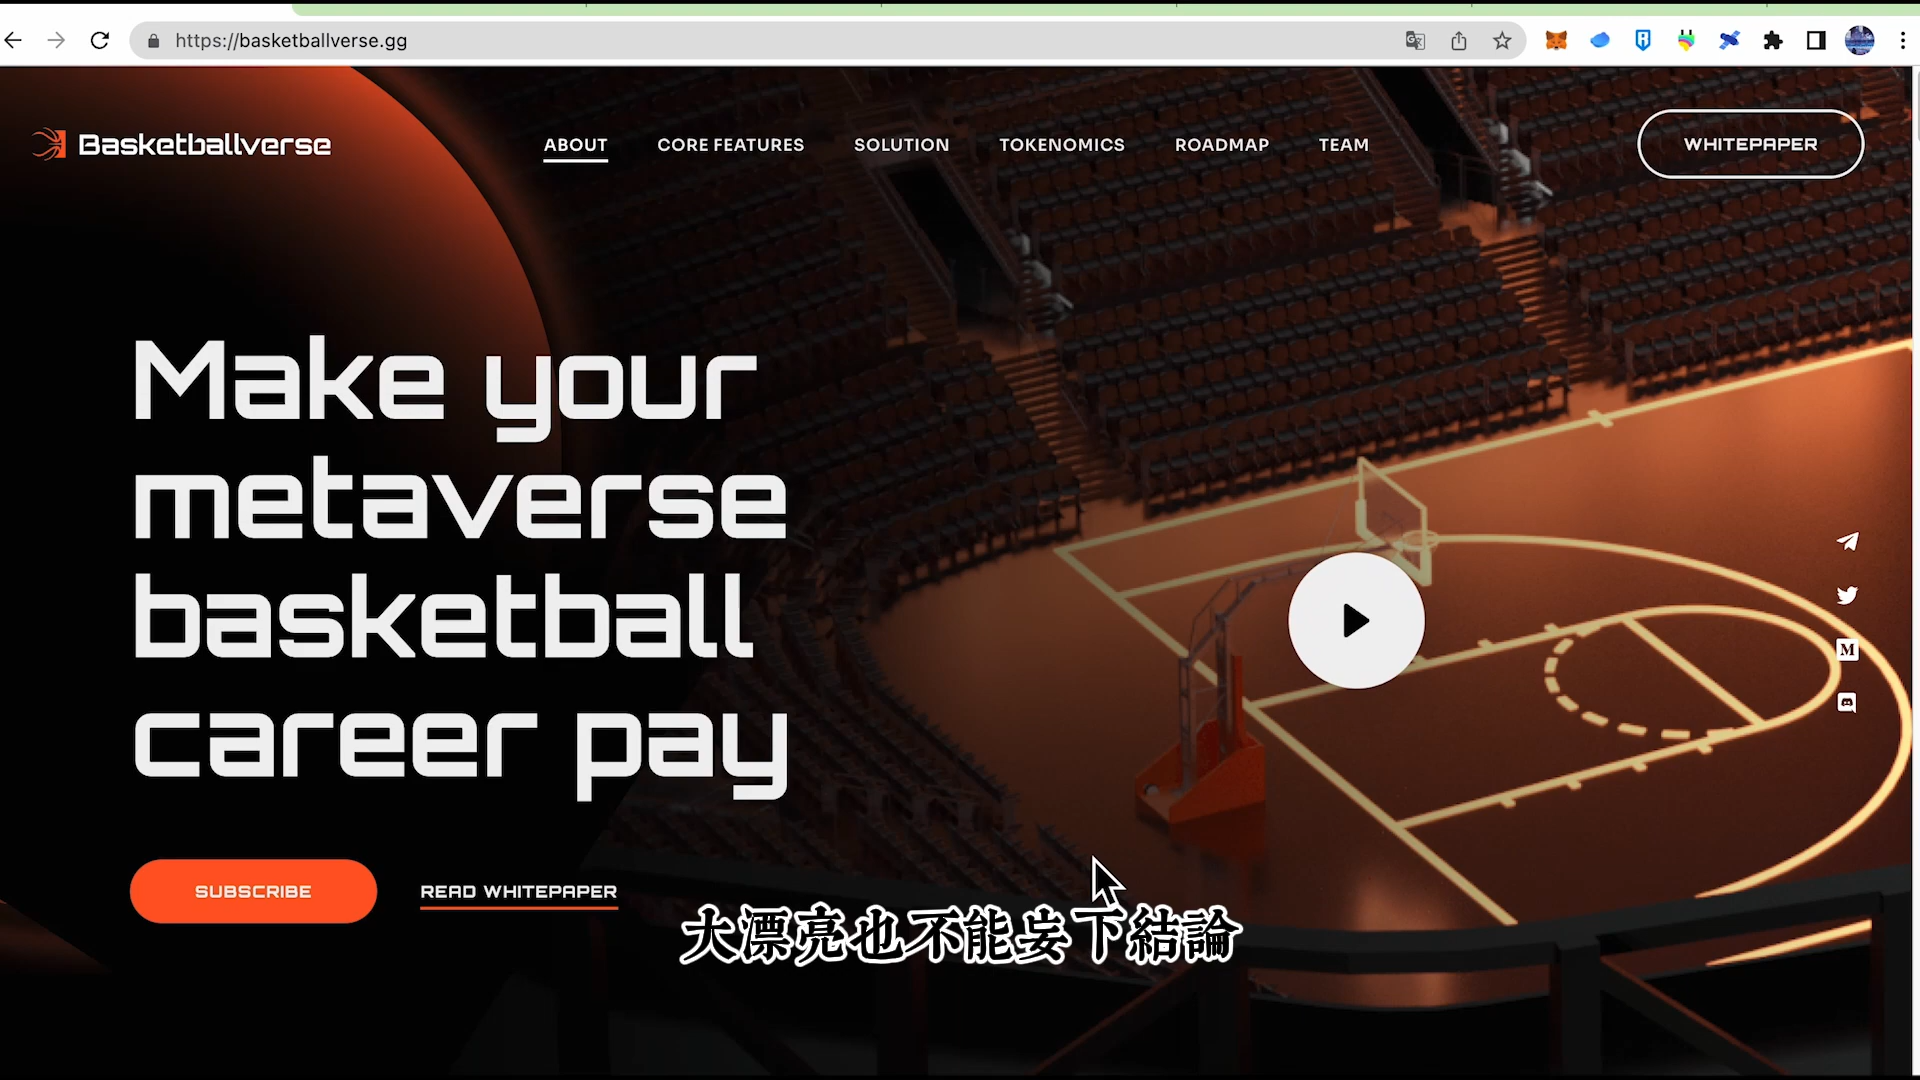 https://basketballverse.gg
Basketballverse
ABOUT
CORE FEATURES
SOLUTION
TOKENOMICS
ROADMAP
TEAM
WHITEPAPER
Make your
metaverse
basketball
career pay
M
SUBSCRIBE
READ WHITEPAPER
大漂亮也不能妄下結論